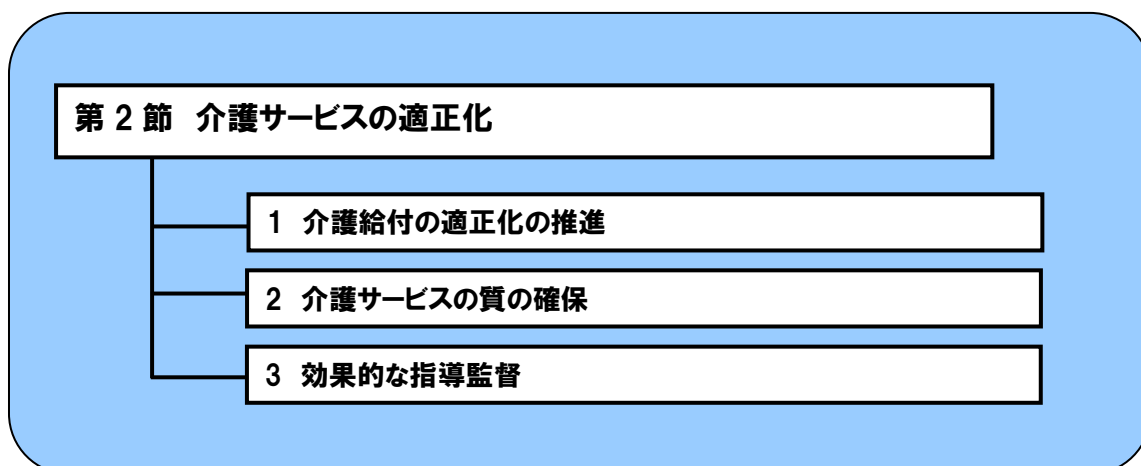 第 2 節　介護サービスの適正化
1　介護給付の適正化の推進
2　介護サービスの質の確保
3　効果的な指導監督